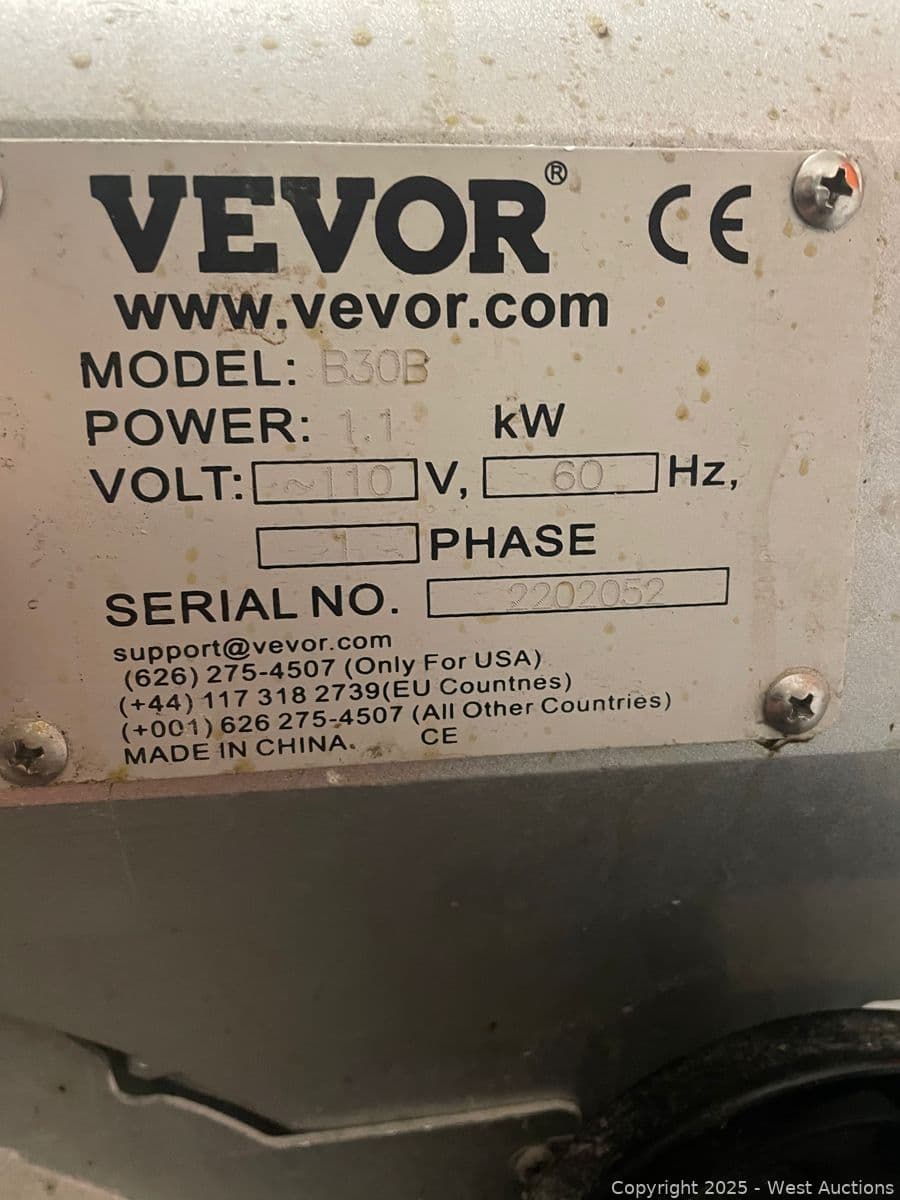 VEVOR® CE
www.vevor.com
MODEL: B30B
POWER: 1.1 kW
VOLT: ~110 V, 60 Hz,
1 PHASE
SERIAL NO. 2202052
support@vevor.com
(626) 275-4507 (Only For USA)
(+44) 117 318 2739(EU Countnes)
(+001) 626 275-4507 (All Other Countries)
MADE IN CHINA. CE
Copyright 2025 - West Auctions